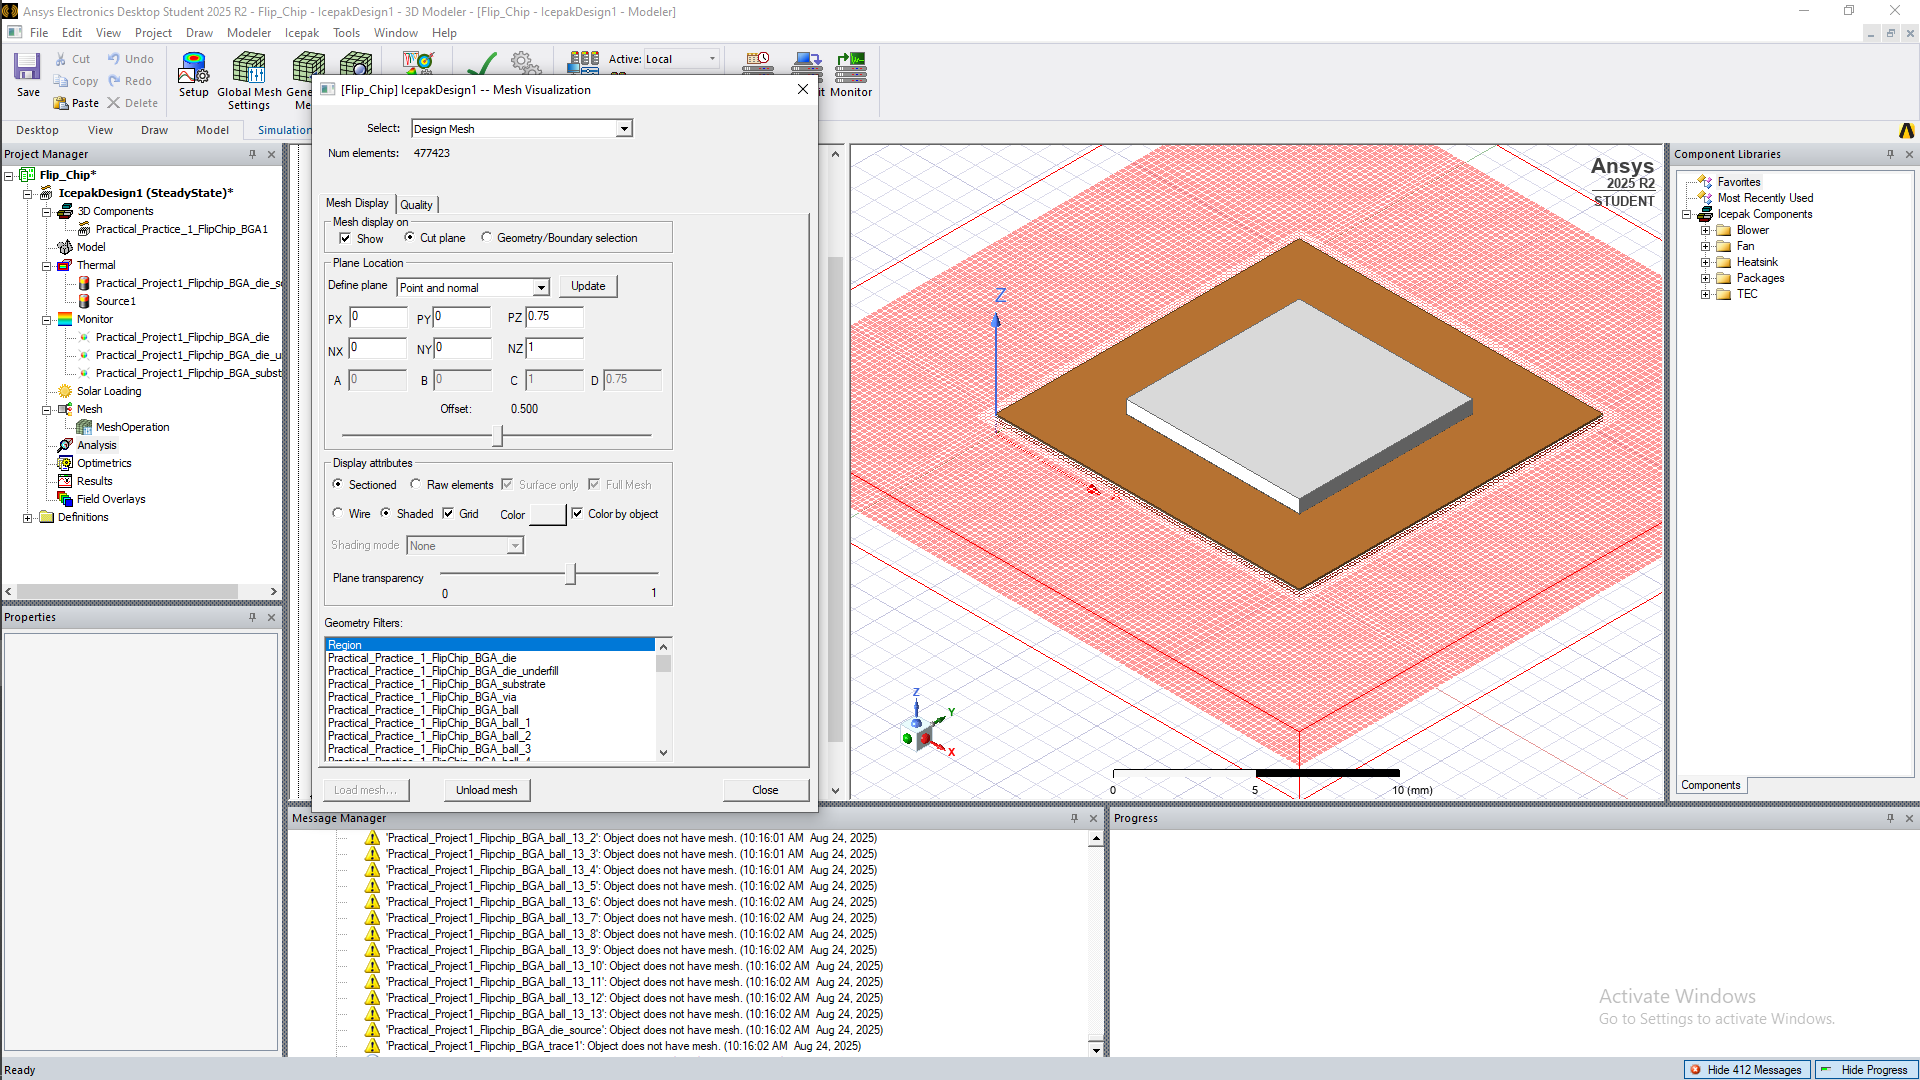 Ansys Electronics Desktop Student 2025 R2 - Flip_Chip - IcepakDesign1 - 3D Modeler - [Flip_Chip - IcepakDesign1 - Modeler]
File Edit View Project Draw Modeler Icepak Tools Window Help
Save
Cut
Copy
Paste
Undo
Redo
Delete
Setup
Global Mesh
Settings
Active: Local
Monitor
Desktop View Draw Model Simulation
Project Manager
Flip_Chip*
IcepakDesign1 (SteadyState)*
3D Components
Practical_Practice_1_FlipChip_BGA1
Model
Thermal
Practical_Project1_Flipchip_BGA_die_s
Source1
Monitor
Practical_Project1_Flipchip_BGA_die
Practical_Project1_Flipchip_BGA_die_u
Practical_Project1_Flipchip_BGA_subst
Solar Loading
Mesh
MeshOperation
Analysis
Optimetrics
Results
Field Overlays
Definitions
Properties
[Flip_Chip] IcepakDesign1 -- Mesh Visualization
Select: Design Mesh
Num elements: 477423
Mesh Display Quality
Mesh display on
Show Cut plane Geometry/Boundary selection
Plane Location
Define plane Point and normal Update
PX 0 PY 0 PZ 0.75
NX 0 NY 0 NZ 1
A 0 B 0 C 1 D 0.75
Offset: 0.500
Display attributes
Sectioned Raw elements Surface only Full Mesh
Wire Shaded Grid Color Color by object
Shading mode None
Plane transparency
0 1
Geometry Filters:
Region
Practical_Practice_1_FlipChip_BGA_die
Practical_Practice_1_FlipChip_BGA_die_underfill
Practical_Practice_1_FlipChip_BGA_substrate
Practical_Practice_1_FlipChip_BGA_via
Practical_Practice_1_FlipChip_BGA_ball
Practical_Practice_1_FlipChip_BGA_ball_1
Practical_Practice_1_FlipChip_BGA_ball_2
Practical_Practice_1_FlipChip_BGA_ball_3
Load mesh... Unload mesh Close
Ansys
2025 R2
STUDENT
Z
Z
Y
X
0 5 10 (mm)
Component Libraries
Favorites
Most Recently Used
Icepak Components
Blower
Fan
Heatsink
Packages
TEC
Components
Message Manager
'Practical_Project1_Flipchip_BGA_ball_13_2': Object does not have mesh. (10:16:01 AM Aug 24, 2025)
'Practical_Project1_Flipchip_BGA_ball_13_3': Object does not have mesh. (10:16:01 AM Aug 24, 2025)
'Practical_Project1_Flipchip_BGA_ball_13_4': Object does not have mesh. (10:16:01 AM Aug 24, 2025)
'Practical_Project1_Flipchip_BGA_ball_13_5': Object does not have mesh. (10:16:02 AM Aug 24, 2025)
'Practical_Project1_Flipchip_BGA_ball_13_6': Object does not have mesh. (10:16:02 AM Aug 24, 2025)
'Practical_Project1_Flipchip_BGA_ball_13_7': Object does not have mesh. (10:16:02 AM Aug 24, 2025)
'Practical_Project1_Flipchip_BGA_ball_13_8': Object does not have mesh. (10:16:02 AM Aug 24, 2025)
'Practical_Project1_Flipchip_BGA_ball_13_9': Object does not have mesh. (10:16:02 AM Aug 24, 2025)
'Practical_Project1_Flipchip_BGA_ball_13_10': Object does not have mesh. (10:16:02 AM Aug 24, 2025)
'Practical_Project1_Flipchip_BGA_ball_13_11': Object does not have mesh. (10:16:02 AM Aug 24, 2025)
'Practical_Project1_Flipchip_BGA_ball_13_12': Object does not have mesh. (10:16:02 AM Aug 24, 2025)
'Practical_Project1_Flipchip_BGA_ball_13_13': Object does not have mesh. (10:16:02 AM Aug 24, 2025)
'Practical_Project1_Flipchip_BGA_die_source': Object does not have mesh. (10:16:02 AM Aug 24, 2025)
'Practical_Project1_Flipchip_BGA_trace1': Object does not have mesh. (10:16:02 AM Aug 24, 2025)
Progress
Activate Windows
Go to Settings to activate Windows.
Ready
Hide 412 Messages
Hide Progress